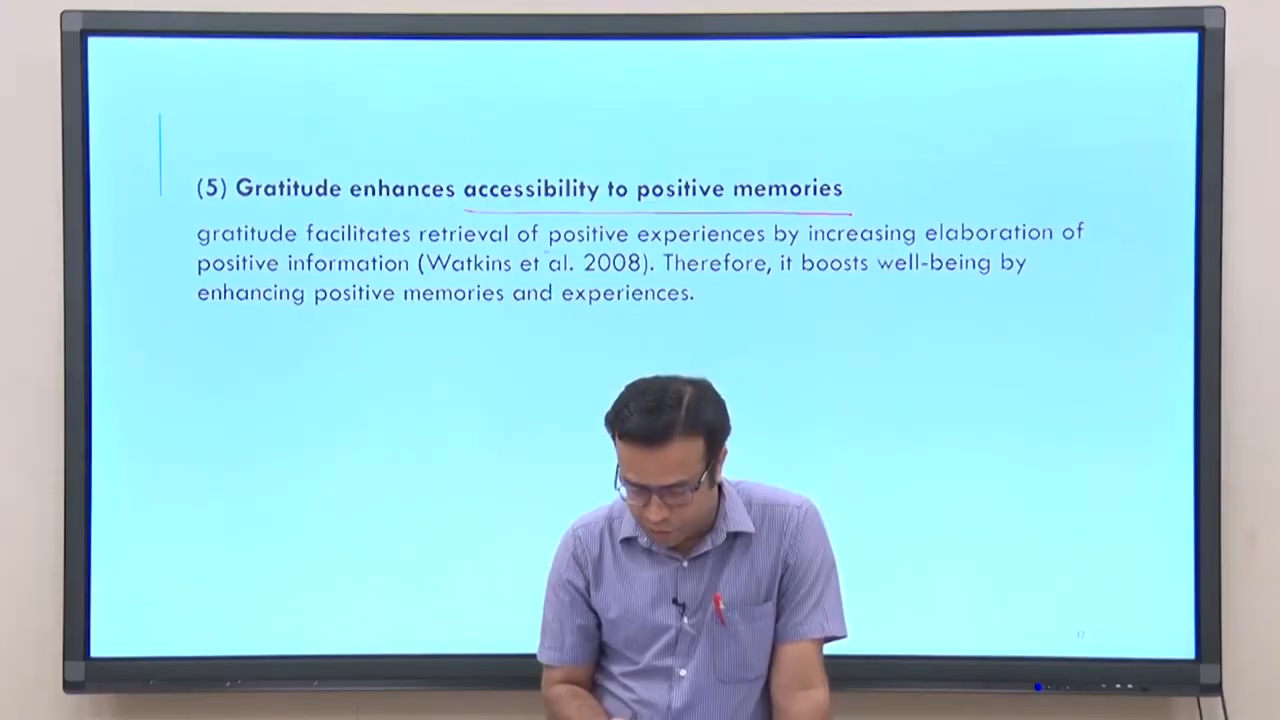 (5) Gratitude enhances accessibility to positive memories
gratitude facilitates retrieval of positive experiences by increasing elaboration of
positive information (Watkins et al. 2008). Therefore, it boosts well-being by
enhancing positive memories and experiences.
17